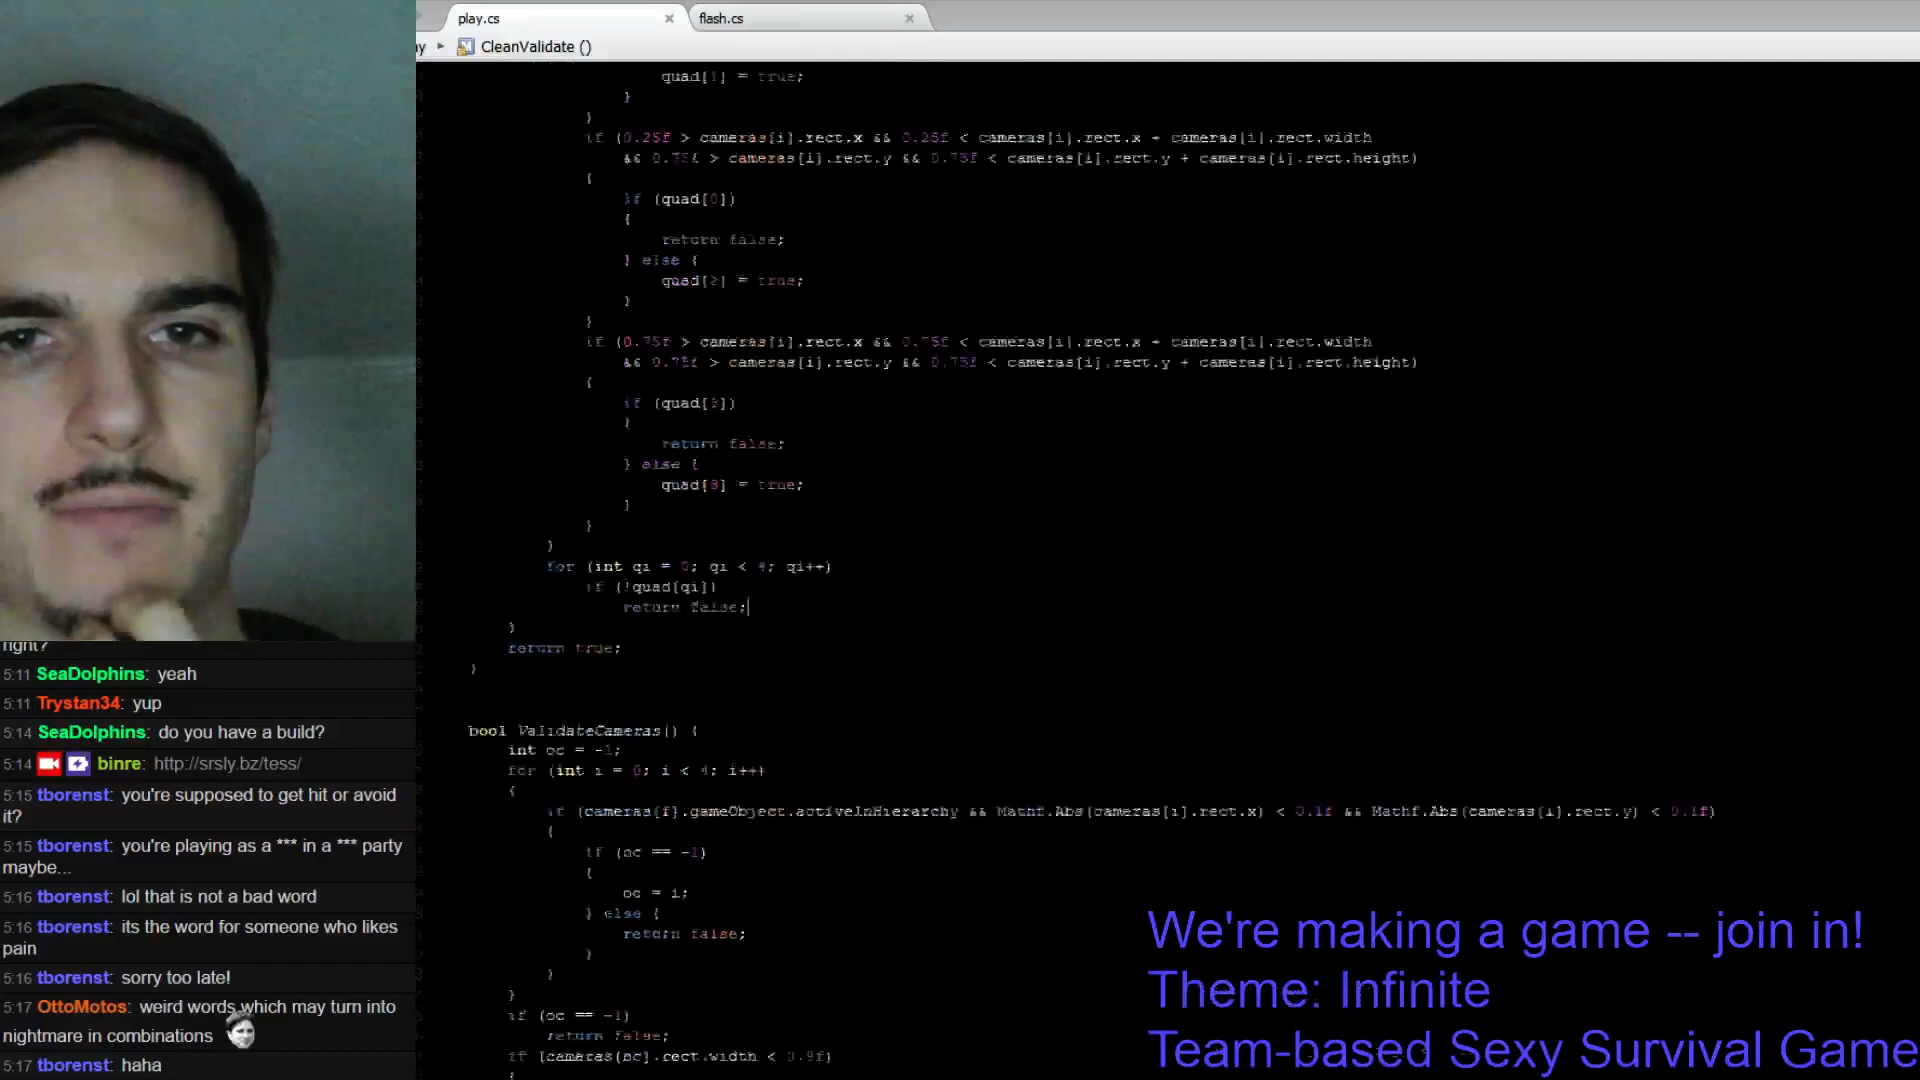 play.cs
flash.cs
CleanValidate ()
= true;
}
}
if (0.25f > cameras[i].rect.x && 0.25f < cameras[i].rect.x + cameras[i].rect.width
&& 0.75f > cameras[i].rect.y && 0.75f < cameras[i].rect.y + cameras[i].rect.height)
{
if
{
return false;
} else {
quad[2] = true;
}
}
if (0.75f > cameras[i].rect.x && 0.75f < cameras[i].rect.x + cameras[i].rect.width
&& 0.75f > cameras[i].rect.y && 0.75f < cameras[i].rect.y + cameras[i].rect.height)
{
if
{
return false;
} else {
quad[3] = true;
}
}
}
for (int qi = 0; qi < 4; qi++)
if (!quad[qi])
return false;
}
return true;
}
bool ValidateCameras() {
int oc = -1;
for (int i = 0; i < 4; i++)
{
if (cameras[i].gameObject.activeInHierarchy && Mathf.Abs(cameras[i].rect.x) < 0.1f && Mathf.Abs(cameras[i].rect.y) < 0.1f)
{
if (oc == -1)
{
oc = i;
} else {
return false;
}
}
}
if (oc == -1)
return false;
if (cameras[oc].rect.width < 0.9f)
{
right?
5:11 SeaDolphins: yeah
5:11 Trystan34: yup
5:14 SeaDolphins: do you have a build?
5:14 binre: http://srsly.bz/tess/
5:15 tborenst: you're supposed to get hit or avoid
it?
5:15 tborenst: you're playing as a *** in a *** party
maybe...
5:16 tborenst: lol that is not a bad word
5:16 tborenst: its the word for someone who likes
pain
5:16 tborenst: sorry too late!
5:17 OttoMotos: weird words which may turn into
nightmare in combinations
5:17 tborenst: haha
We're making a game -- join in!
Theme: Infinite
Team-based Sexy Survival Game